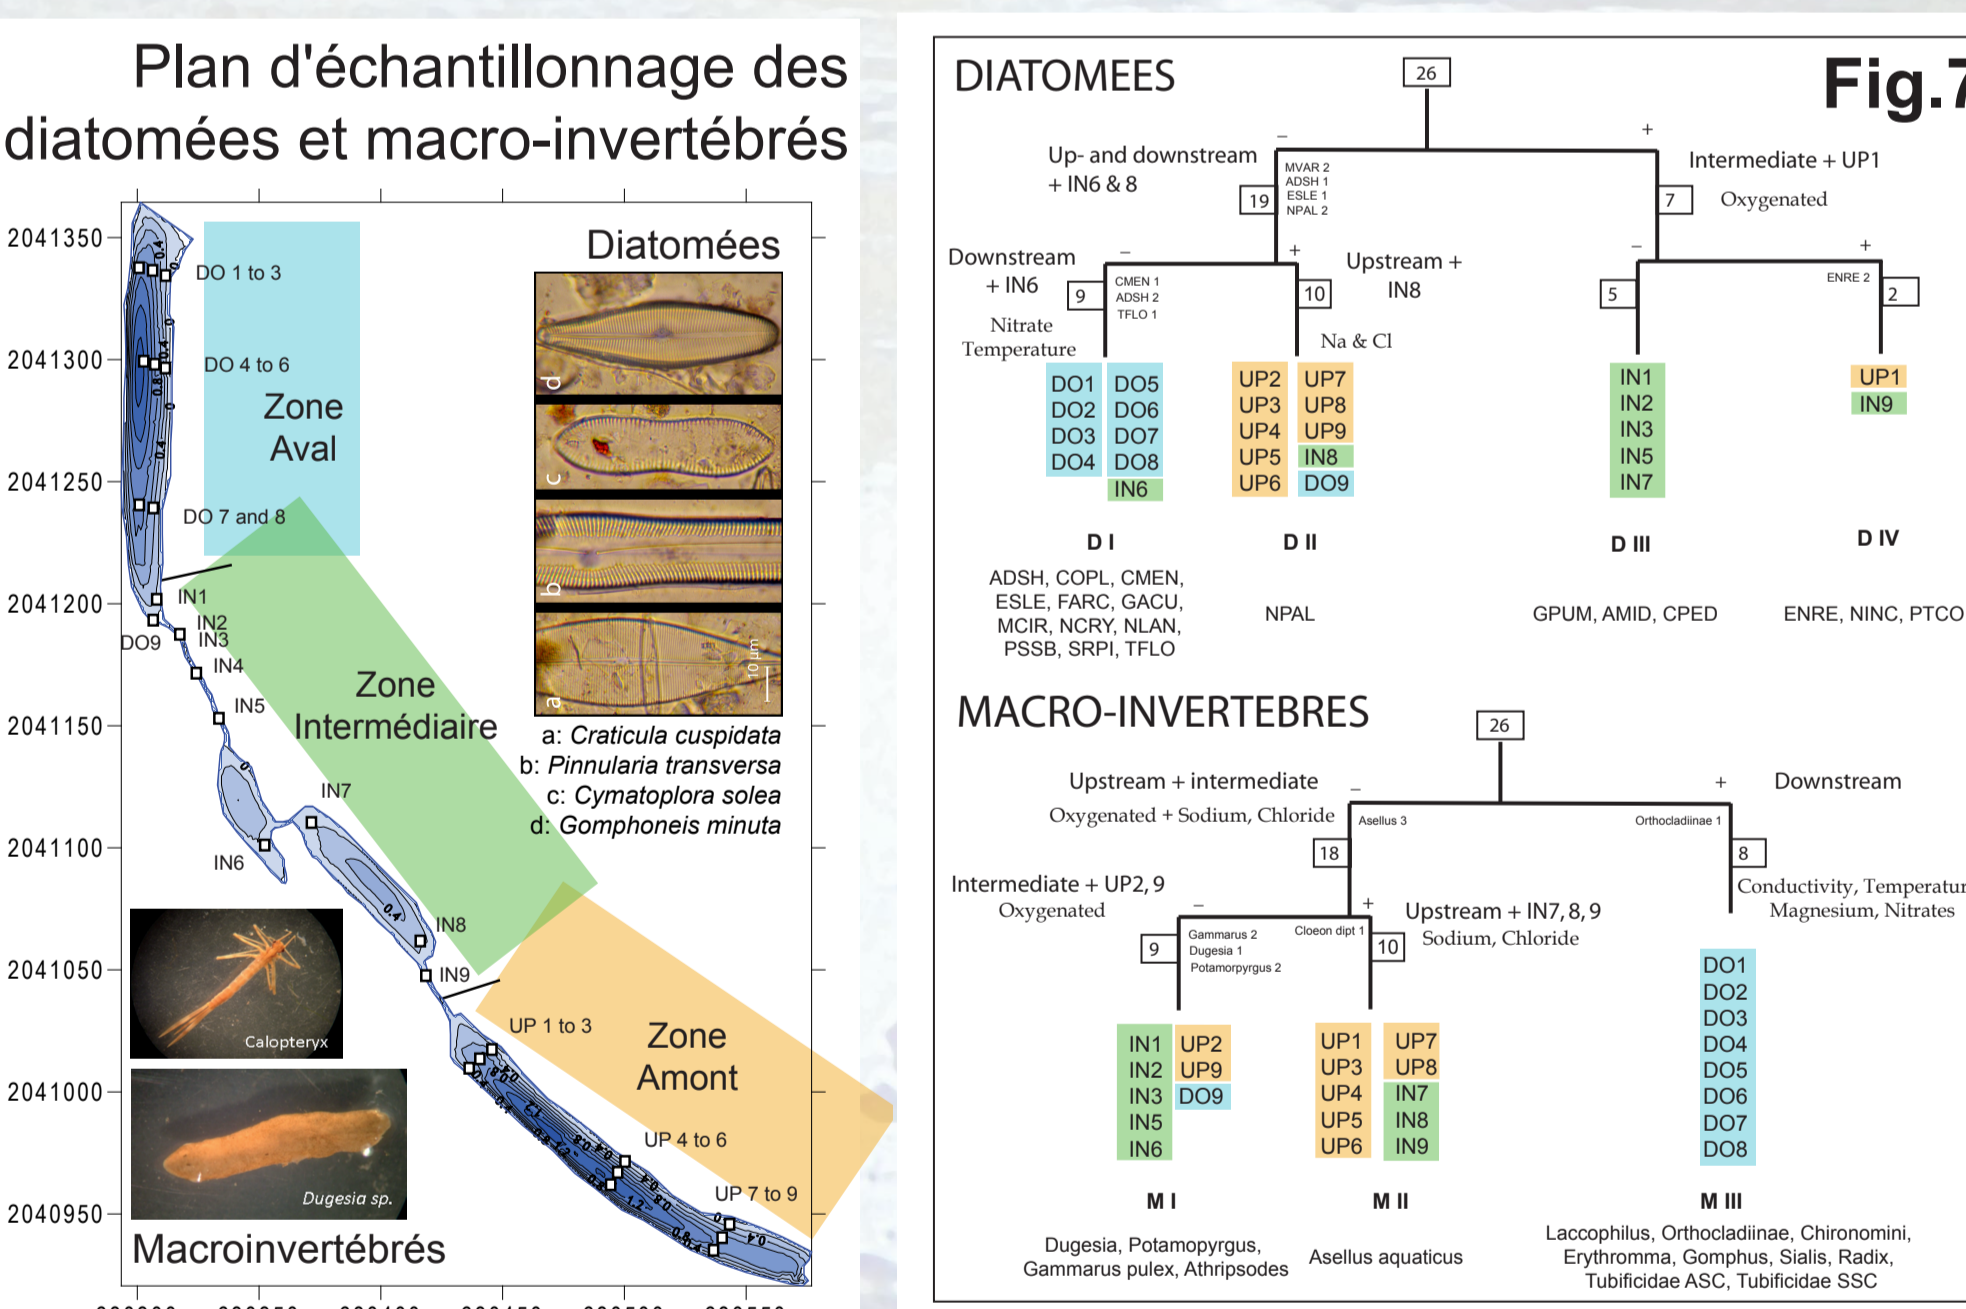 Plan d'échantillonnage des
diatomées et macro-invertébrés
2041350
2041300
2041250
2041200
2041150
2041100
2041050
2041000
2040950
DO 1 to 3
DO 4 to 6
Zone
Aval
DO 7 and 8
IN1
IN2
DO9
IN3
IN4
IN5
Zone
Intermédiaire
IN7
IN6
IN8
IN9
UP 1 to 3
Zone
Amont
UP 4 to 6
UP 7 to 9
Diatomées
d
c
b
a
10 µm
a: Craticula cuspidata
b: Pinnularia transversa
c: Cymatoplora solea
d: Gomphoneis minuta
Calopteryx
Dugesia sp.
Macroinvertébrés
DIATOMEES
Fig.7
26
– +
Up- and downstream
+ IN6 & 8
19
MVAR 2
ADSH 1
ESLE 1
NPAL 2
Intermediate + UP1
7
Oxygenated
Downstream
+ IN6
– +
9
CMEN 1
ADSH 2
TFLO 1
Nitrate
Temperature
10
Upstream +
IN8
Na & Cl
– +
5
ENRE 2
2
DO1 DO5
DO2 DO6
DO3 DO7
DO4 DO8
IN6
UP2 UP7
UP3 UP8
UP4 UP9
UP5 IN8
UP6 DO9
IN1
IN2
IN3
IN5
IN7
UP1
IN9
D I
D II
D III
D IV
ADSH, COPL, CMEN,
ESLE, FARC, GACU,
MCIR, NCRY, NLAN,
PSSB, SRPI, TFLO
NPAL
GPUM, AMID, CPED
ENRE, NINC, PTCO
MACRO-INVERTEBRES
26
Upstream + intermediate
– +
Downstream
Oxygenated + Sodium, Chloride
Asellus 3
Orthocladiinae 1
18
8
Conductivity, Temperatur
Magnesium, Nitrates
Intermediate + UP2, 9
Oxygenated
– +
9
Gammarus 2
Dugesia 1
Potamorpyrgus 2
Cloeon dipt 1
10
Upstream + IN7, 8, 9
Sodium, Chloride
IN1 UP2
IN2 UP9
IN3 DO9
IN5
IN6
UP1 UP7
UP3 UP8
UP4 IN7
UP5 IN8
UP6 IN9
DO1
DO2
DO3
DO4
DO5
DO6
DO7
DO8
M I
M II
M III
Dugesia, Potamopyrgus,
Gammarus pulex, Athripsodes
Asellus aquaticus
Laccophilus, Orthocladiinae, Chironomini,
Erythromma, Gomphus, Sialis, Radix,
Tubificidae ASC, Tubificidae SSC